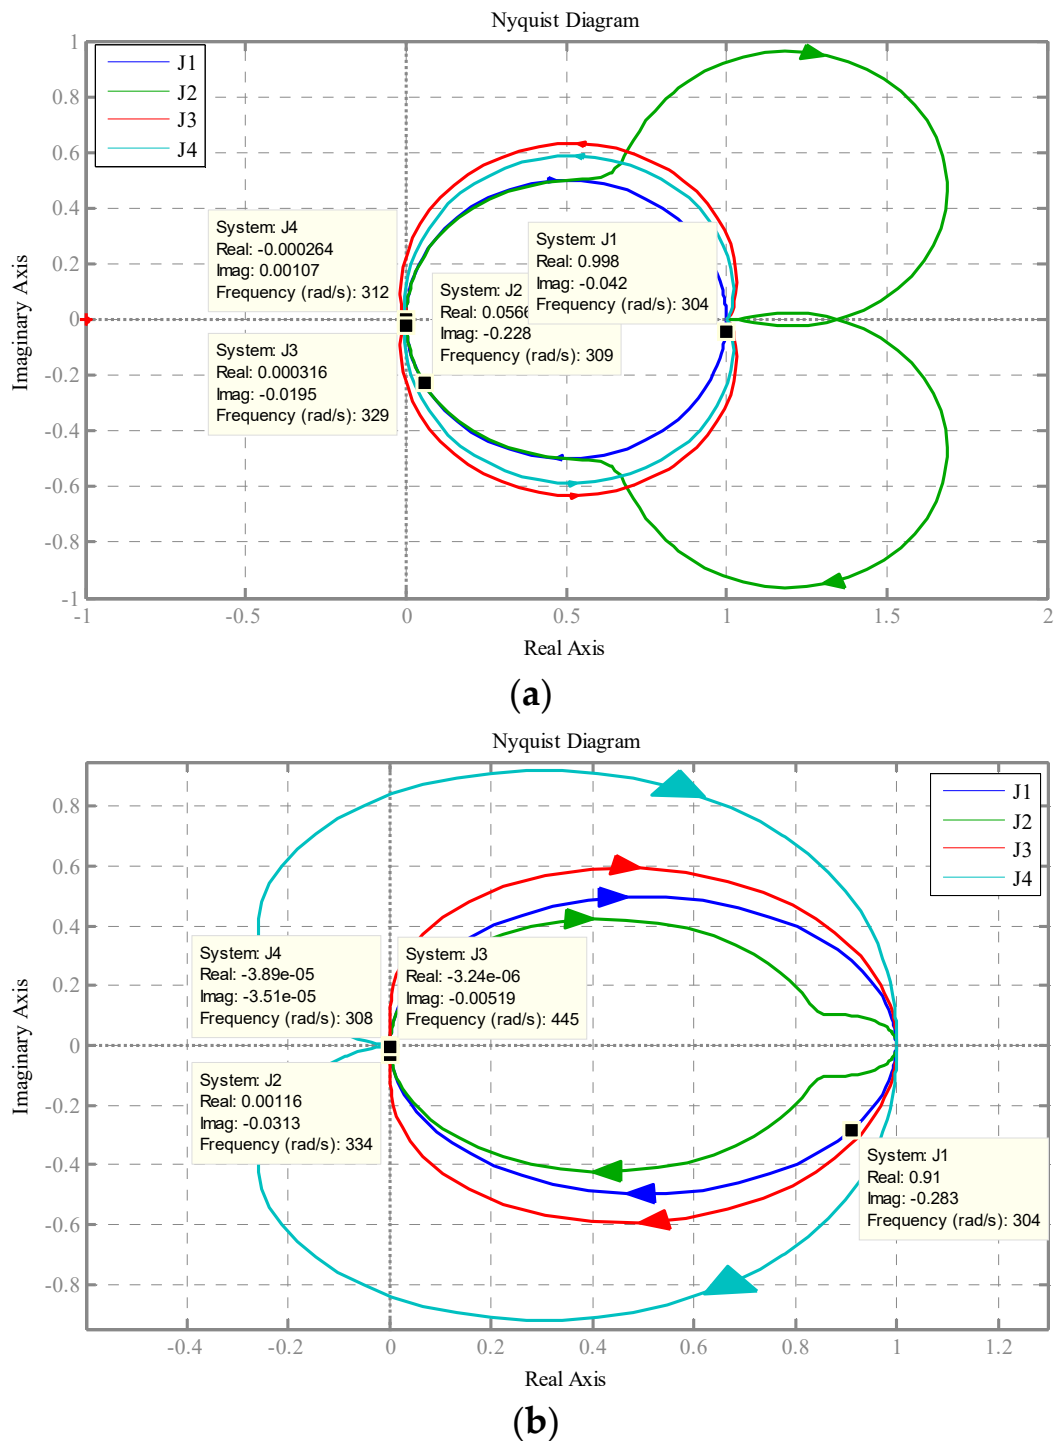 Nyquist Diagram
1
0.8
0.6
0.4
0.2
0
-0.2
-0.4
-0.6
-0.8
-1
Imaginary Axis
J1
J2
J3
J4
System: J4
Real: -0.000264
Imag: 0.00107
Frequency (rad/s): 312
System: J1
Real: 0.998
Imag: -0.042
Frequency (rad/s): 304
System: J2
Real: 0.0566
Imag: -0.228
Frequency (rad/s): 309
System: J3
Real: 0.000316
Imag: -0.0195
Frequency (rad/s): 329
-1
-0.5
0
0.5
1
1.5
2
Real Axis
(a)
Nyquist Diagram
0.8
0.6
0.4
0.2
0
-0.2
-0.4
-0.6
-0.8
Imaginary Axis
J1
J2
J3
J4
System: J4
Real: -3.89e-05
Imag: -3.51e-05
Frequency (rad/s): 308
System: J3
Real: -3.24e-06
Imag: -0.00519
Frequency (rad/s): 445
System: J2
Real: 0.00116
Imag: -0.0313
Frequency (rad/s): 334
System: J1
Real: 0.91
Imag: -0.283
Frequency (rad/s): 304
-0.4
-0.2
0
0.2
0.4
0.6
0.8
1
1.2
Real Axis
(b)